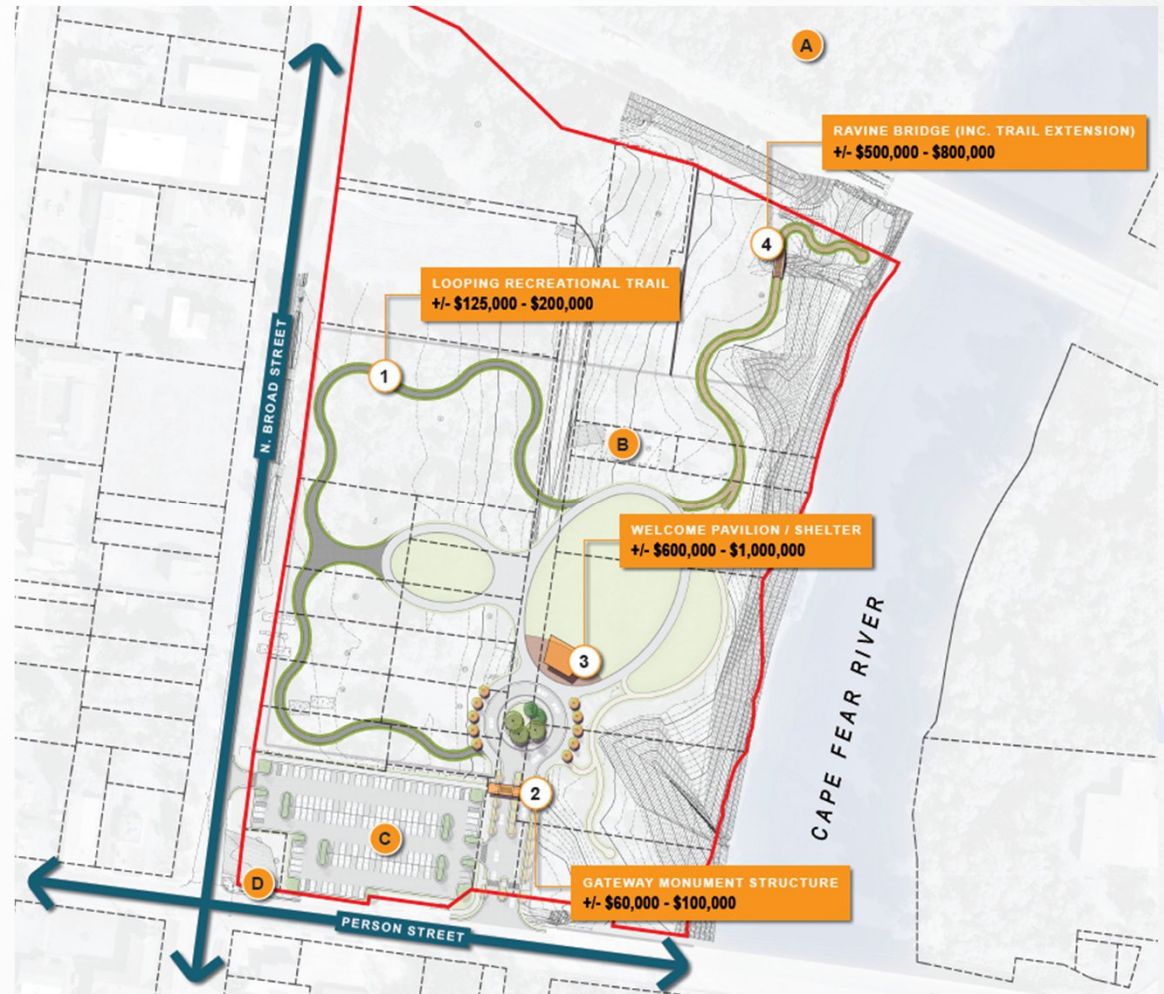 A
RAVINE BRIDGE (INC. TRAIL EXTENSION)
+/- $500,000 - $800,000
4
LOOPING RECREATIONAL TRAIL
+/- $125,000 - $200,000
1
N. BROAD STREET
B
WELCOME PAVILION / SHELTER
+/- $600,000 - $1,000,000
3
CAPE FEAR RIVER
2
C
D
GATEWAY MONUMENT STRUCTURE
+/- $60,000 - $100,000
PERSON STREET